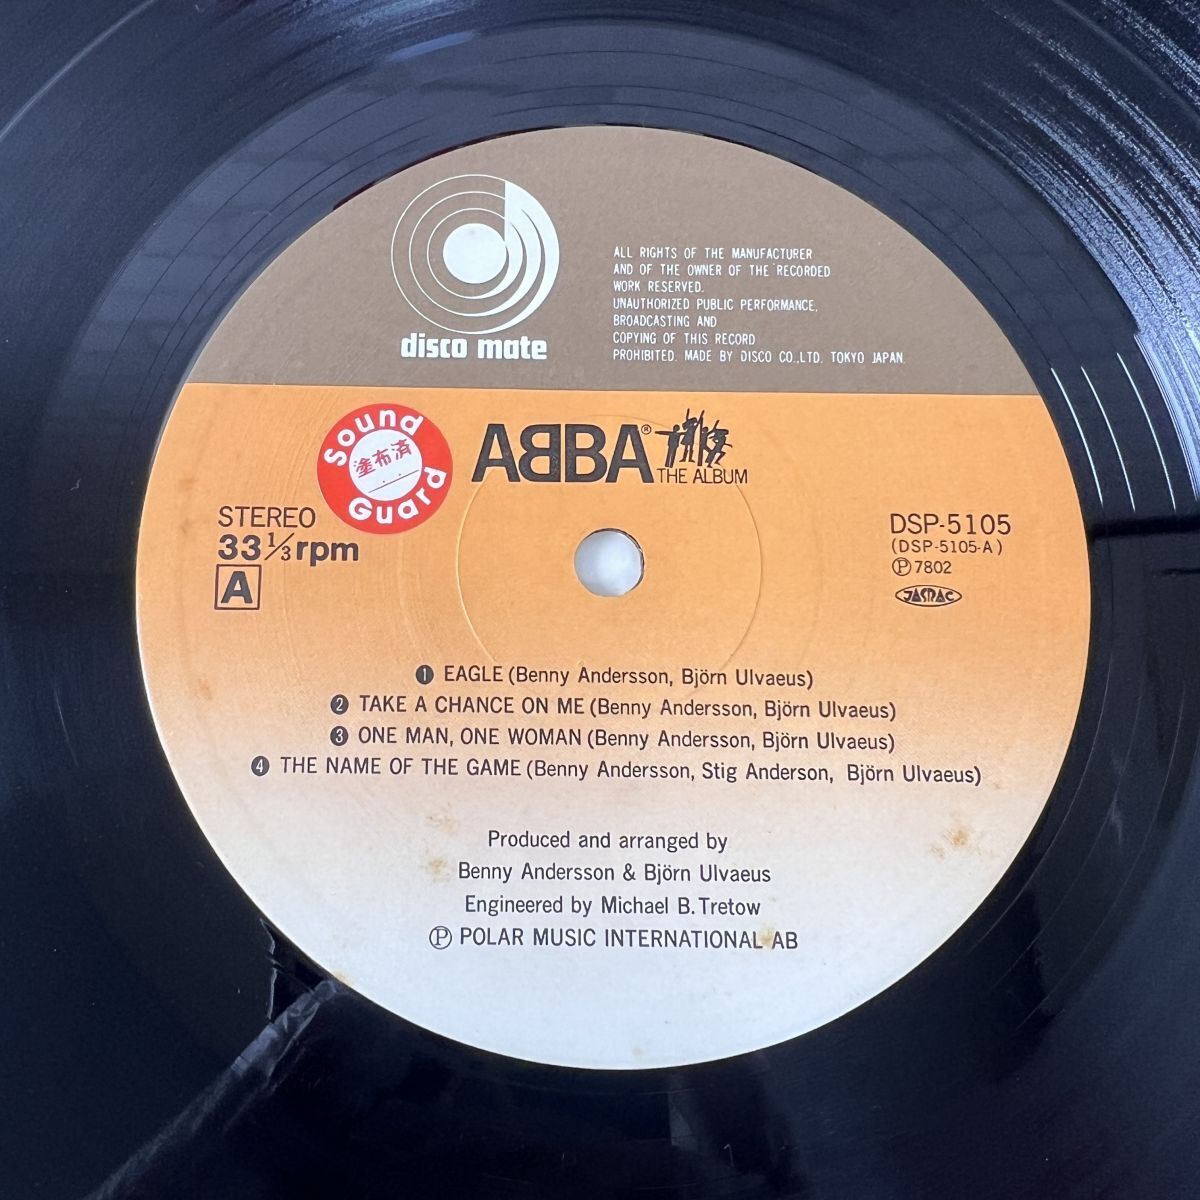 disco mate
ALL RIGHTS OF THE MANUFACTURER
AND OF THE OWNER OF THE RECORDED
WORK RESERVED.
UNAUTHORIZED PUBLIC PERFORMANCE,
BROADCASTING AND
COPYING OF THIS RECORD
PROHIBITED. MADE BY DISCO CO.,LTD. TOKYO JAPAN.
Sound
塗布済
Guard
ABBA®
THE ALBUM
STEREO
33 1/3 rpm
A
DSP-5105
(DSP-5105-A)
Ⓟ7802
JASRAC
❶ EAGLE (Benny Andersson, Björn Ulvaeus)
❷ TAKE A CHANCE ON ME (Benny Andersson, Björn Ulvaeus)
❸ ONE MAN, ONE WOMAN (Benny Andersson, Björn Ulvaeus)
❹ THE NAME OF THE GAME (Benny Andersson, Stig Anderson, Björn Ulvaeus)
Produced and arranged by
Benny Andersson & Björn Ulvaeus
Engineered by Michael B. Tretow
Ⓟ POLAR MUSIC INTERNATIONAL AB